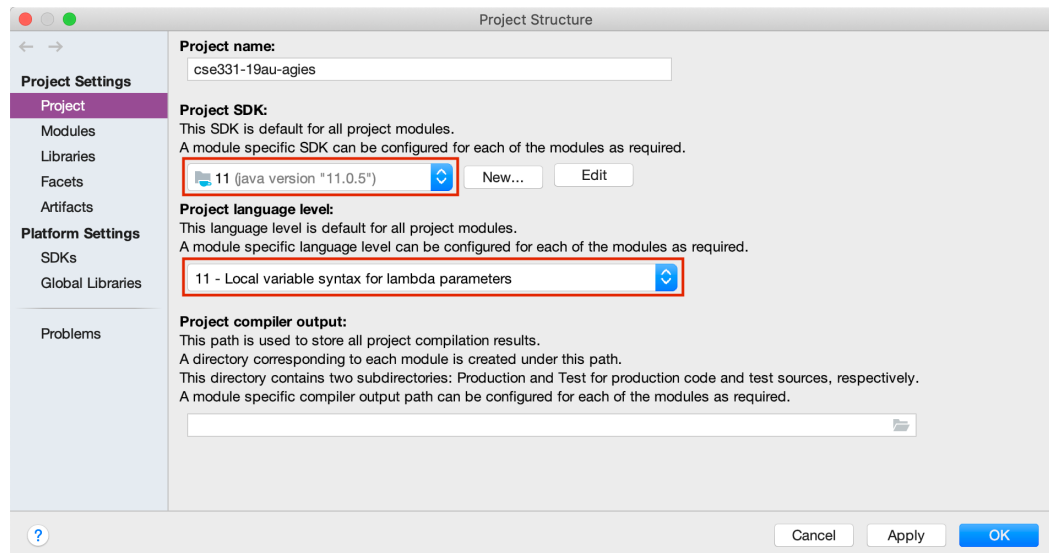 Project Structure
Project name:
cse331-19au-agies
Project Settings
Project
Modules
Libraries
Facets
Artifacts
Platform Settings
SDKs
Global Libraries
Problems
Project SDK:
This SDK is default for all project modules.
A module specific SDK can be configured for each of the modules as required.
11 (java version "11.0.5")
New...
Edit
Project language level:
This language level is default for all project modules.
A module specific language level can be configured for each of the modules as required.
11 - Local variable syntax for lambda parameters
Project compiler output:
This path is used to store all project compilation results.
A directory corresponding to each module is created under this path.
This directory contains two subdirectories: Production and Test for production code and test sources, respectively.
A module specific compiler output path can be configured for each of the modules as required.
?
Cancel
Apply
OK